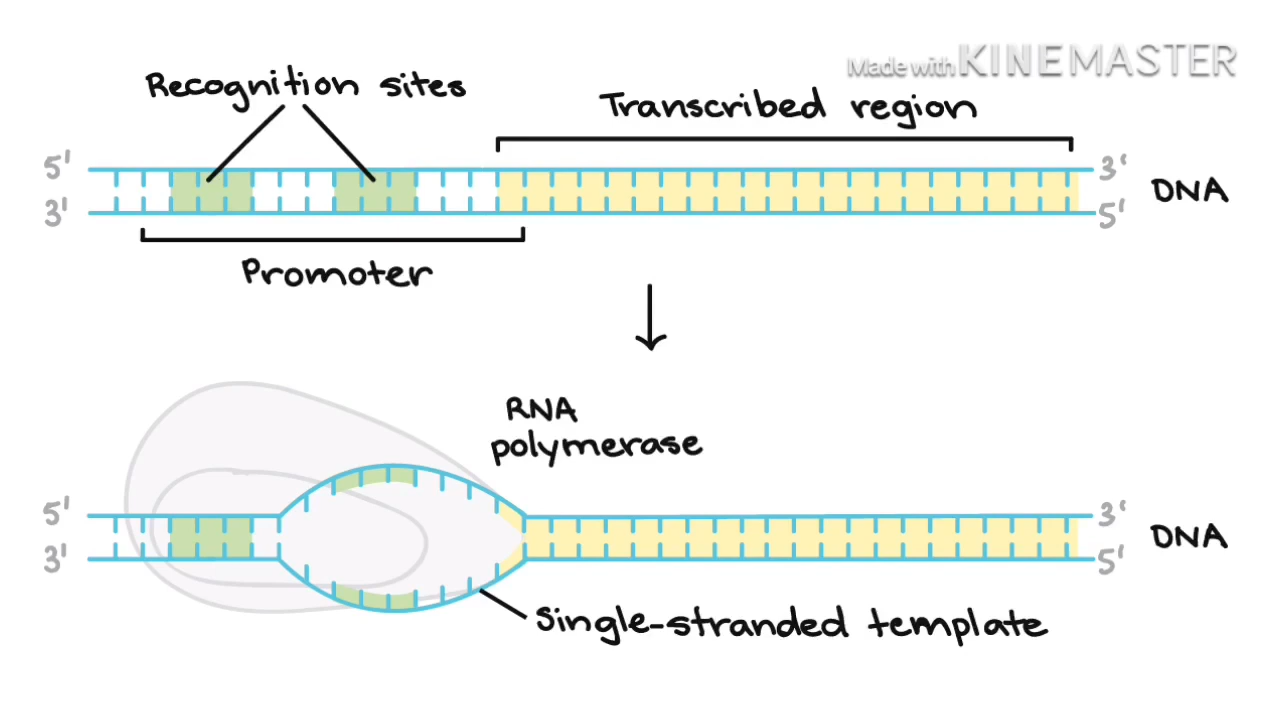 Made with KINEMASTER
Recognition sites
Transcribed region
5' 3'
DNA
3' 5'
Promoter
RNA
polymerase
5' 3'
DNA
3' 5'
Single-stranded template